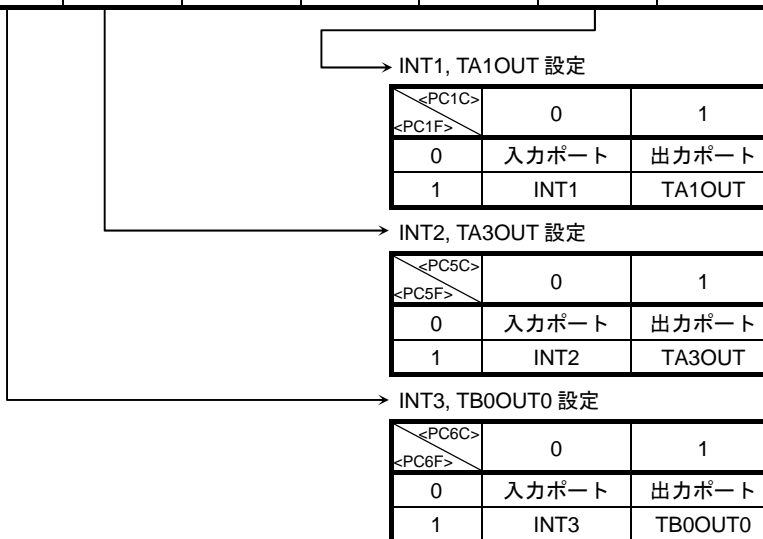 INT1, TA1OUT 設定
<PC1C> 0 1
<PC1F>
0 入力ポート 出力ポート
1 INT1 TA1OUT
INT2, TA3OUT 設定
<PC5C> 0 1
<PC5F>
0 入力ポート 出力ポート
1 INT2 TA3OUT
INT3, TB0OUT0 設定
<PC6C> 0 1
<PC6F>
0 入力ポート 出力ポート
1 INT3 TB0OUT0